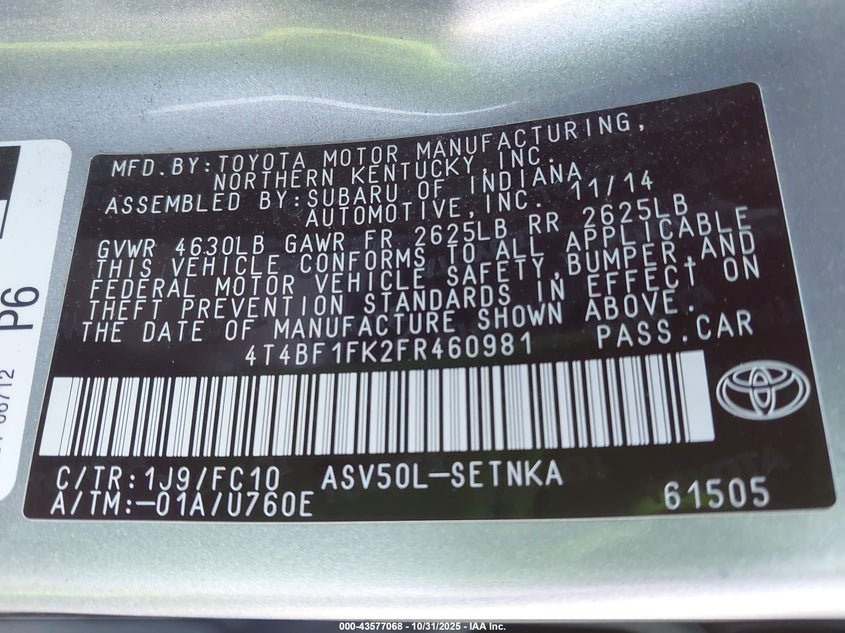 MFD.BY:TOYOTA MOTOR MANUFACTURING,
NORTHERN KENTUCKY,INC.
ASSEMBLED BY:SUBARU OF INDIANA
AUTOMOTIVE,INC. 11/14
GVWR 4630LB GAWR FR 2625LB RR 2625LB
THIS VEHICLE CONFORMS TO ALL APPLICABLE
FEDERAL MOTOR VEHICLE SAFETY,BUMPER,AND
THEFT PREVENTION STANDARDS IN EFFECT ON
THE DATE OF MANUFACTURE SHOWN ABOVE.
4T4BF1FK2FR460981 PASS.CAR
C/TR:1J9/FC10 ASV50L-SETNKA
A/TM:-01A/U760E 61505
P6
000-43577068 - 10/31/2025 - IAA Inc.